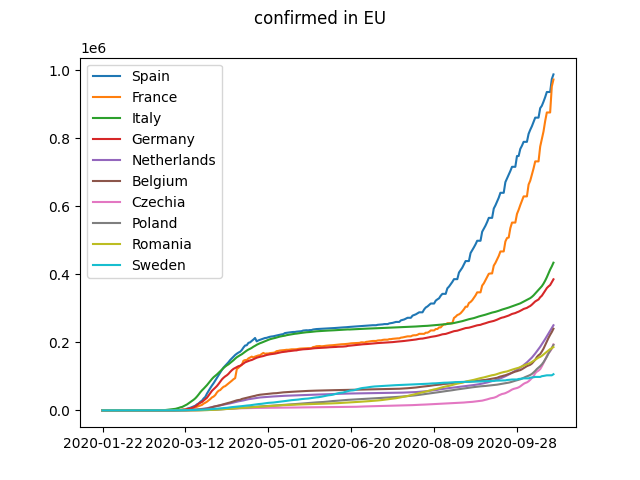 confirmed in EU
1e6
1.0
0.8
0.6
0.4
0.2
0.0
Spain
France
Italy
Germany
Netherlands
Belgium
Czechia
Poland
Romania
Sweden
2020-01-22 2020-03-12 2020-05-01 2020-06-20 2020-08-09 2020-09-28